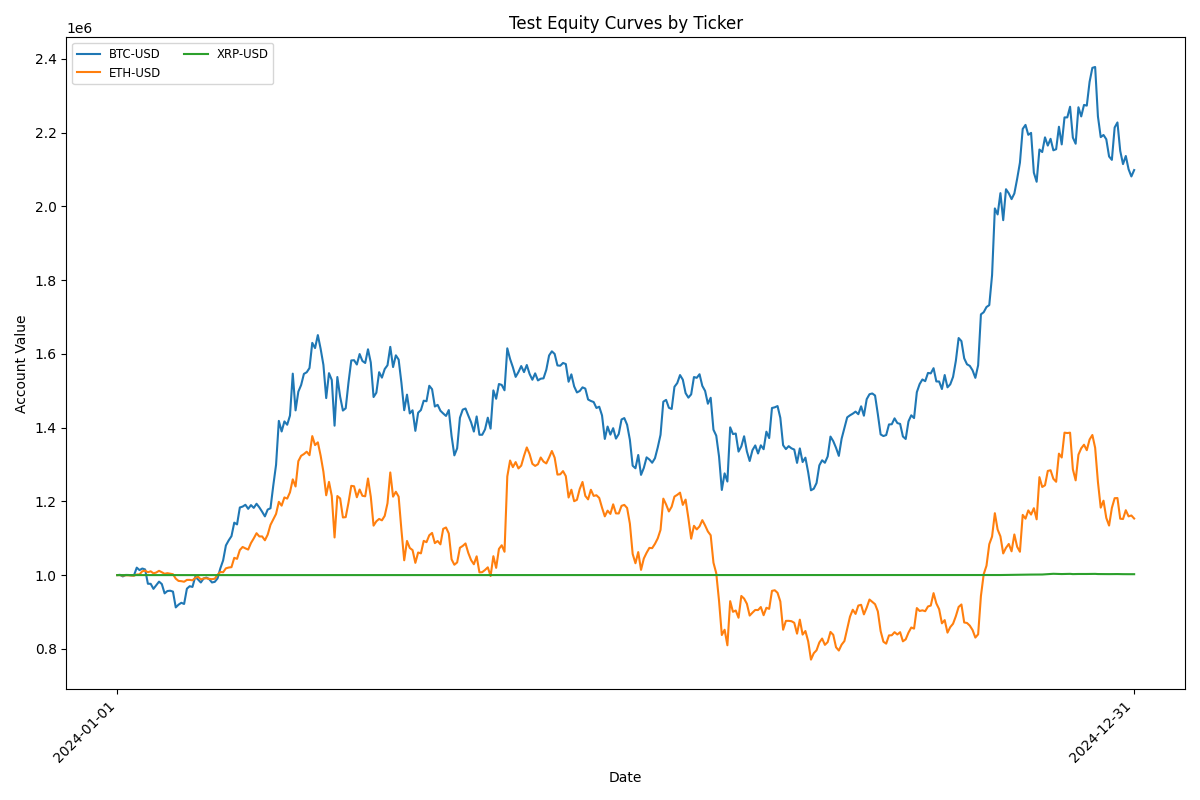 Test Equity Curves by Ticker
1e6
BTC-USD
ETH-USD
XRP-USD
2.4
2.2
2.0
1.8
1.6
1.4
1.2
1.0
0.8
Account Value
2024-01-01
2024-12-31
Date